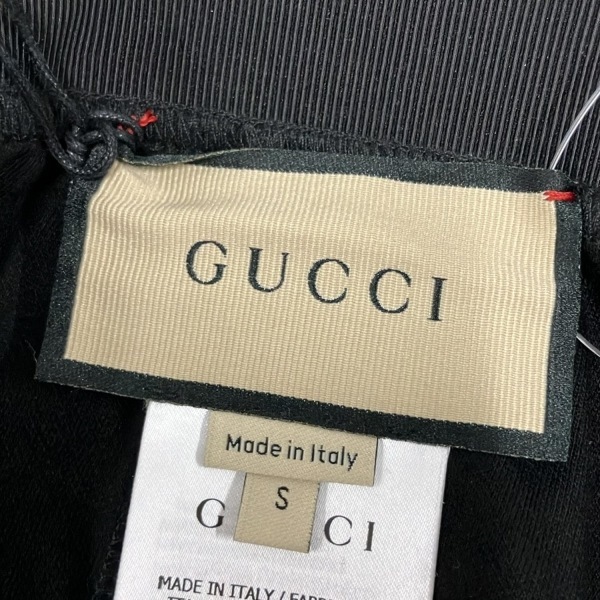 GUCCI
Made in Italy
S
G CI
MADE IN ITALY /